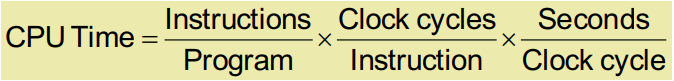 CPU Time = Instructions / Program × Clock cycles / Instruction × Seconds / Clock cycle